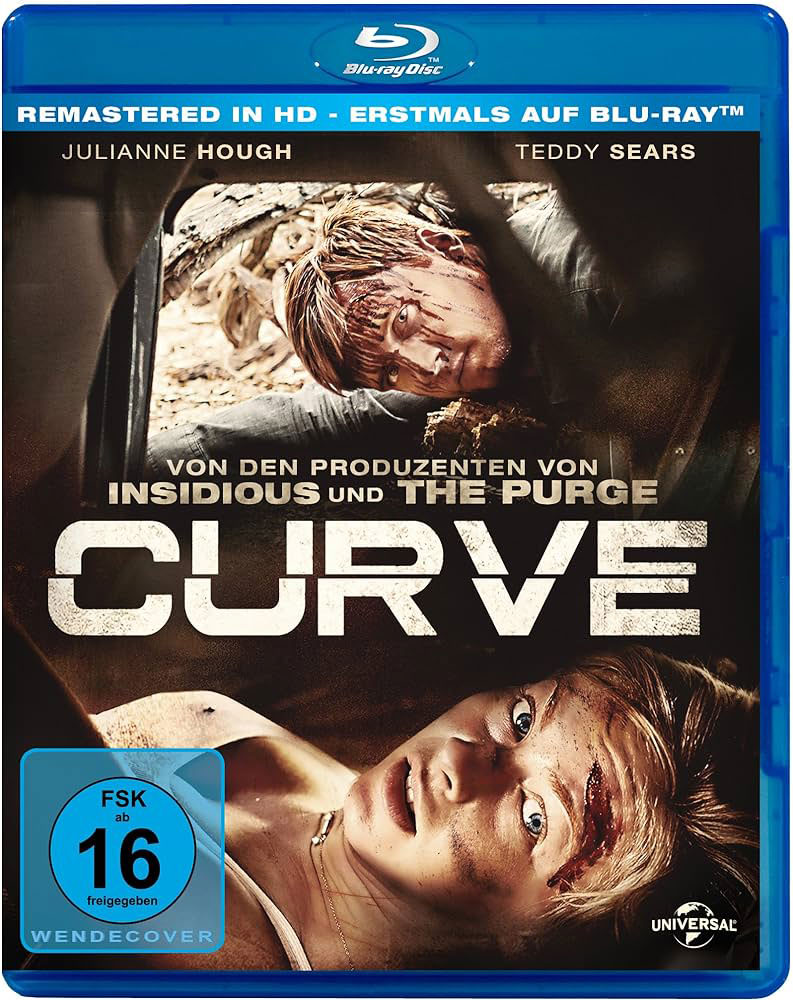 Blu-ray Disc™
REMASTERED IN HD - ERSTMALS AUF BLU-RAY™
JULIANNE HOUGH TEDDY SEARS
VON DEN PRODUZENTEN VON
INSIDIOUS UND THE PURGE
CURVE
FSK
ab
16
freigegeben
WENDECOVER
UNIVERSAL